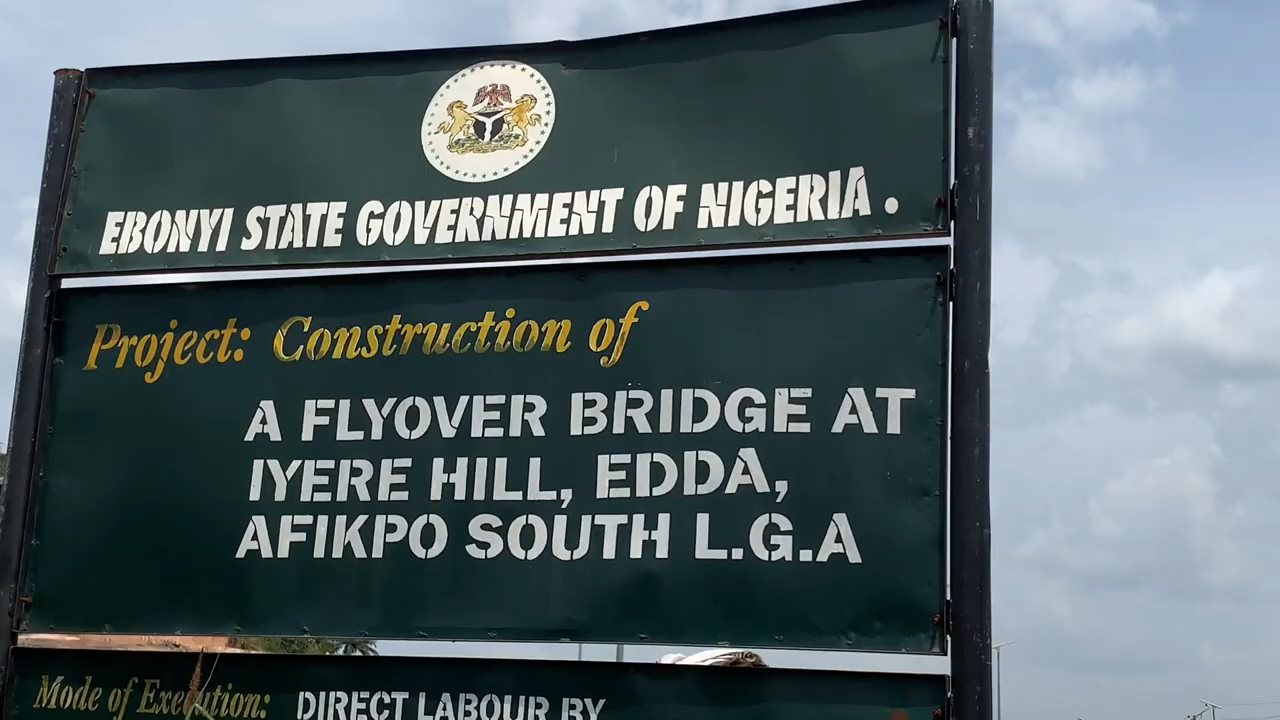 EBONYI STATE GOVERNMENT OF NIGERIA .
Project: Construction of
A FLYOVER BRIDGE AT
IYERE HILL, EDDA,
AFIKPO SOUTH L.G.A
Mode of Execution: DIRECT LABOUR BY